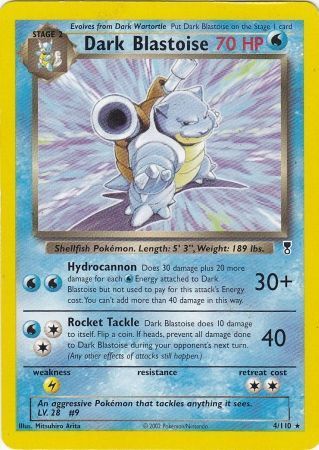 Evolves from Dark Wartortle Put Dark Blastoise on the Stage 1 card
STAGE 2
Dark Blastoise 70 HP
Shellfish Pokémon. Length: 5' 3", Weight: 189 lbs.
Hydrocannon Does 30 damage plus 20 more
damage for each Energy attached to Dark
Blastoise but not used to pay for this attack's Energy
cost. You can't add more than 40 damage in this way.
30+
Rocket Tackle Dark Blastoise does 10 damage
to itself. Flip a coin. If heads, prevent all damage done
to Dark Blastoise during your opponent's next turn.
(Any other effects of attacks still happen.)
40
weakness resistance retreat cost
An aggressive Pokémon that tackles anything it sees.
LV. 28 #9
Illus. Mitsuhiro Arita © 2002 Pokémon/Nintendo 4/110 ★